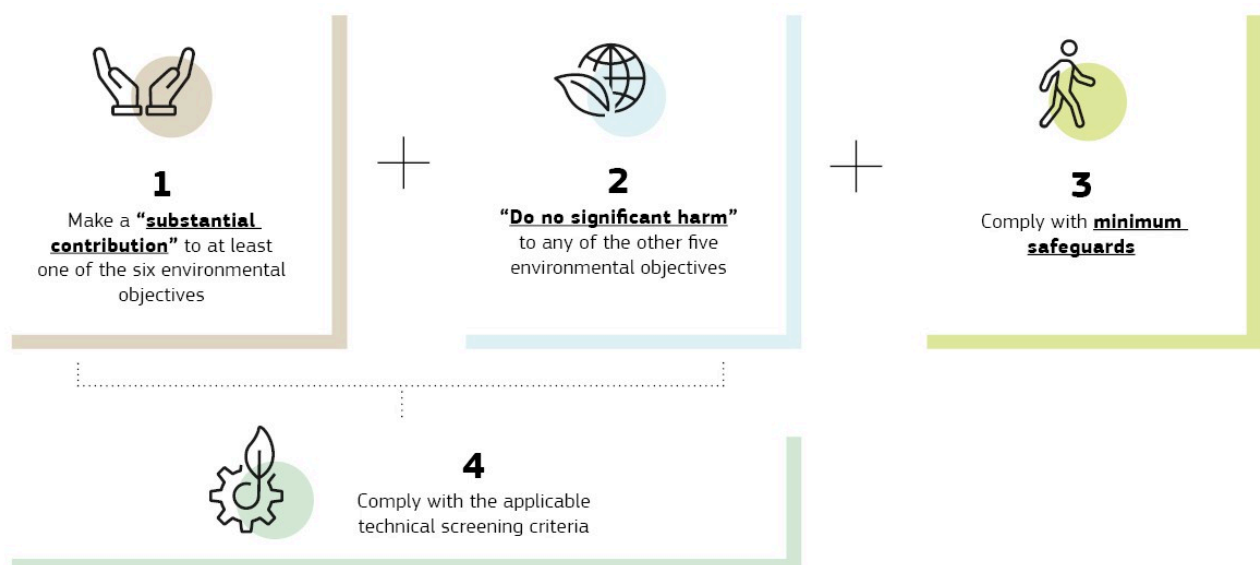 1
Make a “substantial
contribution” to at least
one of the six environmental
objectives
2
“Do no significant harm”
to any of the other five
environmental objectives
3
Comply with minimum
safeguards
4
Comply with the applicable
technical screening criteria